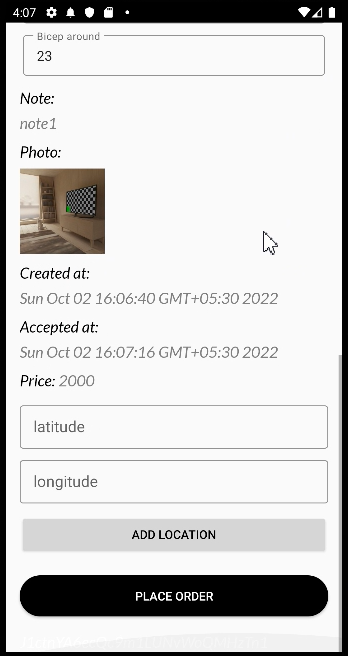 4:07
Bicep around
23
Note:
note1
Photo:
Created at:
Sun Oct 02 16:06:40 GMT+05:30 2022
Accepted at:
Sun Oct 02 16:07:16 GMT+05:30 2022
Price: 2000
latitude
longitude
ADD LOCATION
PLACE ORDER